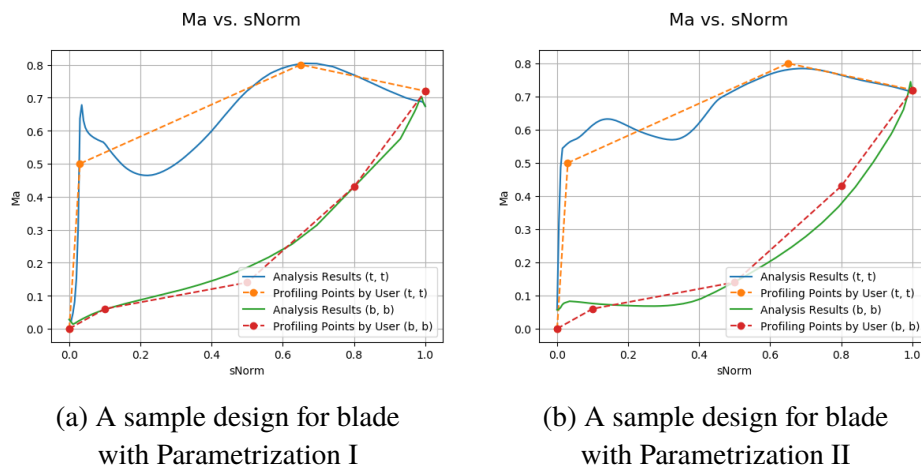 Ma vs. sNorm
0.8
0.7
0.6
0.5
0.4
0.3
0.2
0.1
0.0
Ma
0.0 0.2 0.4 0.6 0.8 1.0
sNorm
Analysis Results (t, t)
Profiling Points by User (t, t)
Analysis Results (b, b)
Profiling Points by User (b, b)
(a) A sample design for blade
with Parametrization I
Ma vs. sNorm
0.8
0.7
0.6
0.5
0.4
0.3
0.2
0.1
0.0
Ma
0.0 0.2 0.4 0.6 0.8 1.0
sNorm
Analysis Results (t, t)
Profiling Points by User (t, t)
Analysis Results (b, b)
Profiling Points by User (b, b)
(b) A sample design for blade
with Parametrization II